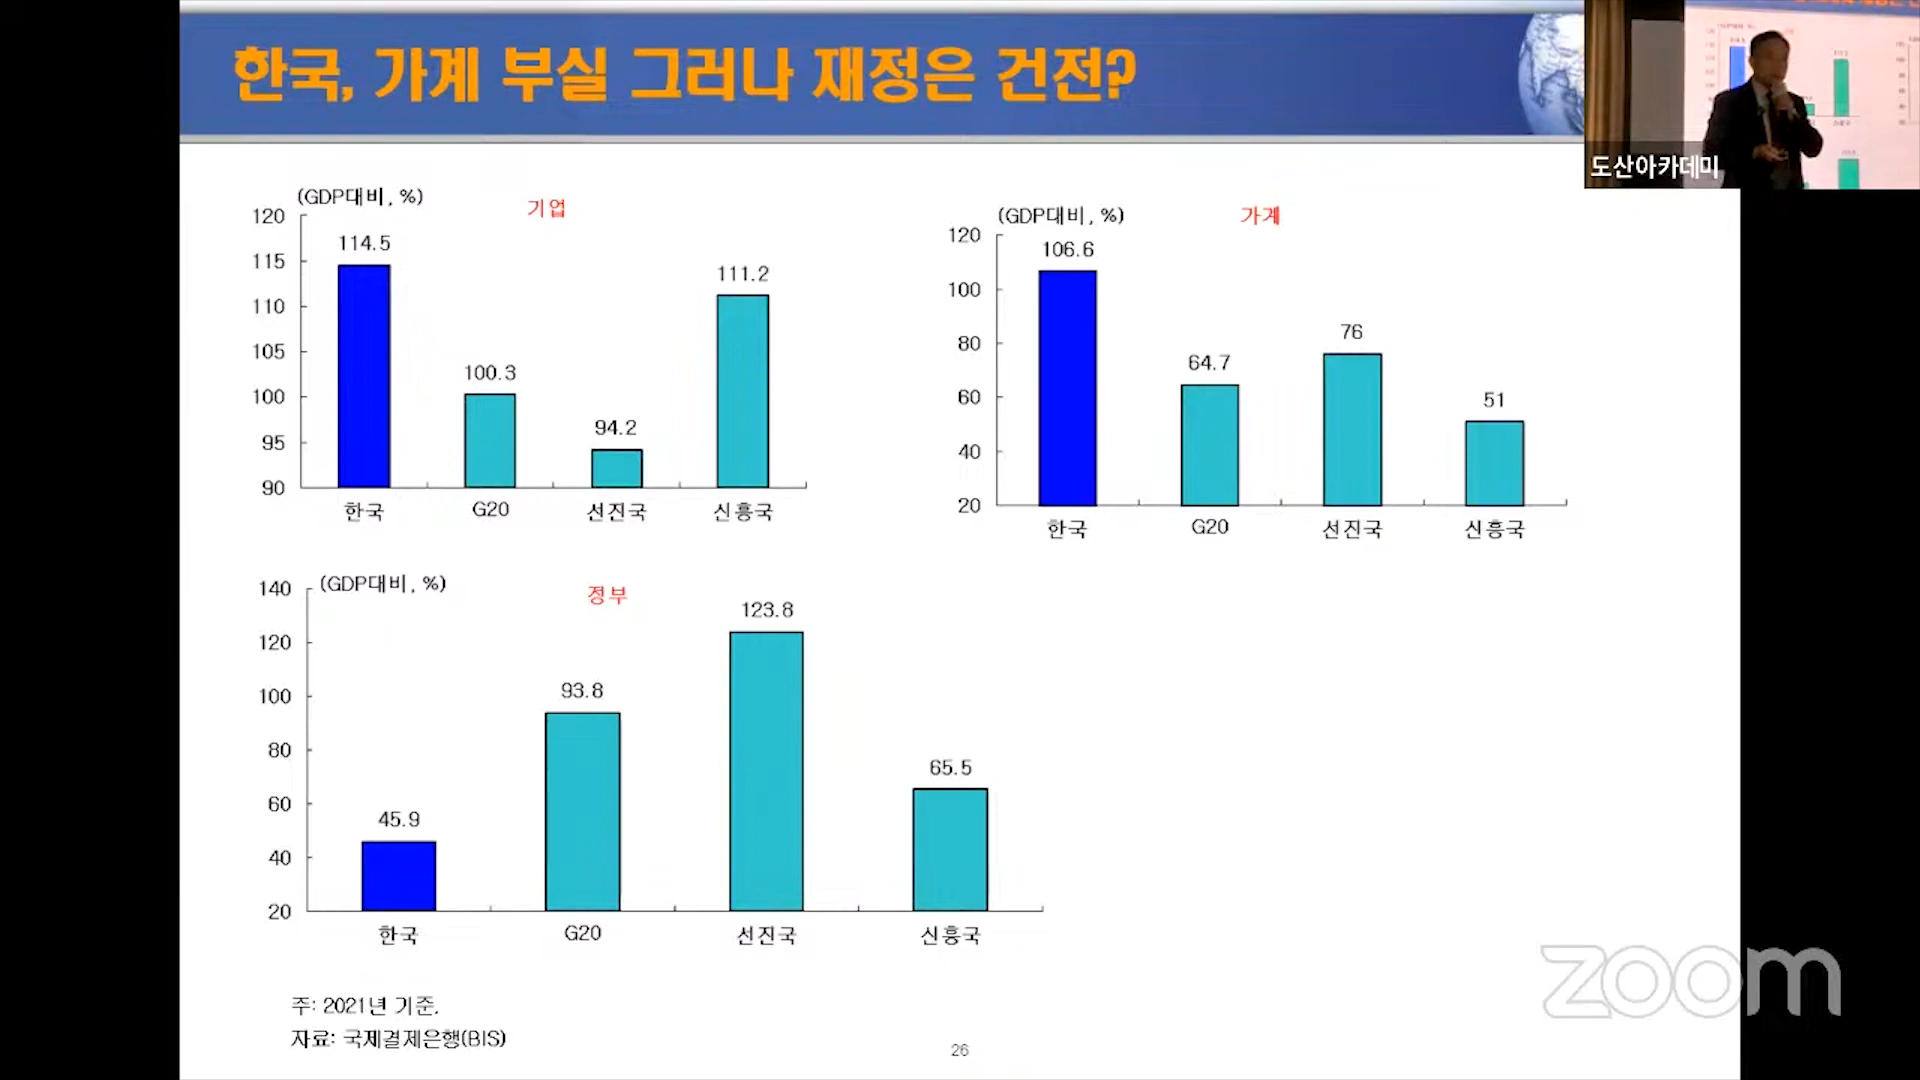 한국, 가계 부실 그러나 재정은 건전?
도산아카데미
(GDP대비, %)
기업
120
115
110
105
100
95
90
114.5
100.3
94.2
111.2
한국
G20
선진국
신흥국
(GDP대비, %)
가계
120
100
80
60
40
20
106.6
64.7
76
51
한국
G20
선진국
신흥국
(GDP대비, %)
정부
140
120
100
80
60
40
20
45.9
93.8
123.8
65.5
한국
G20
선진국
신흥국
주: 2021년 기준.
자료: 국제결제은행(BIS)
26
zoom